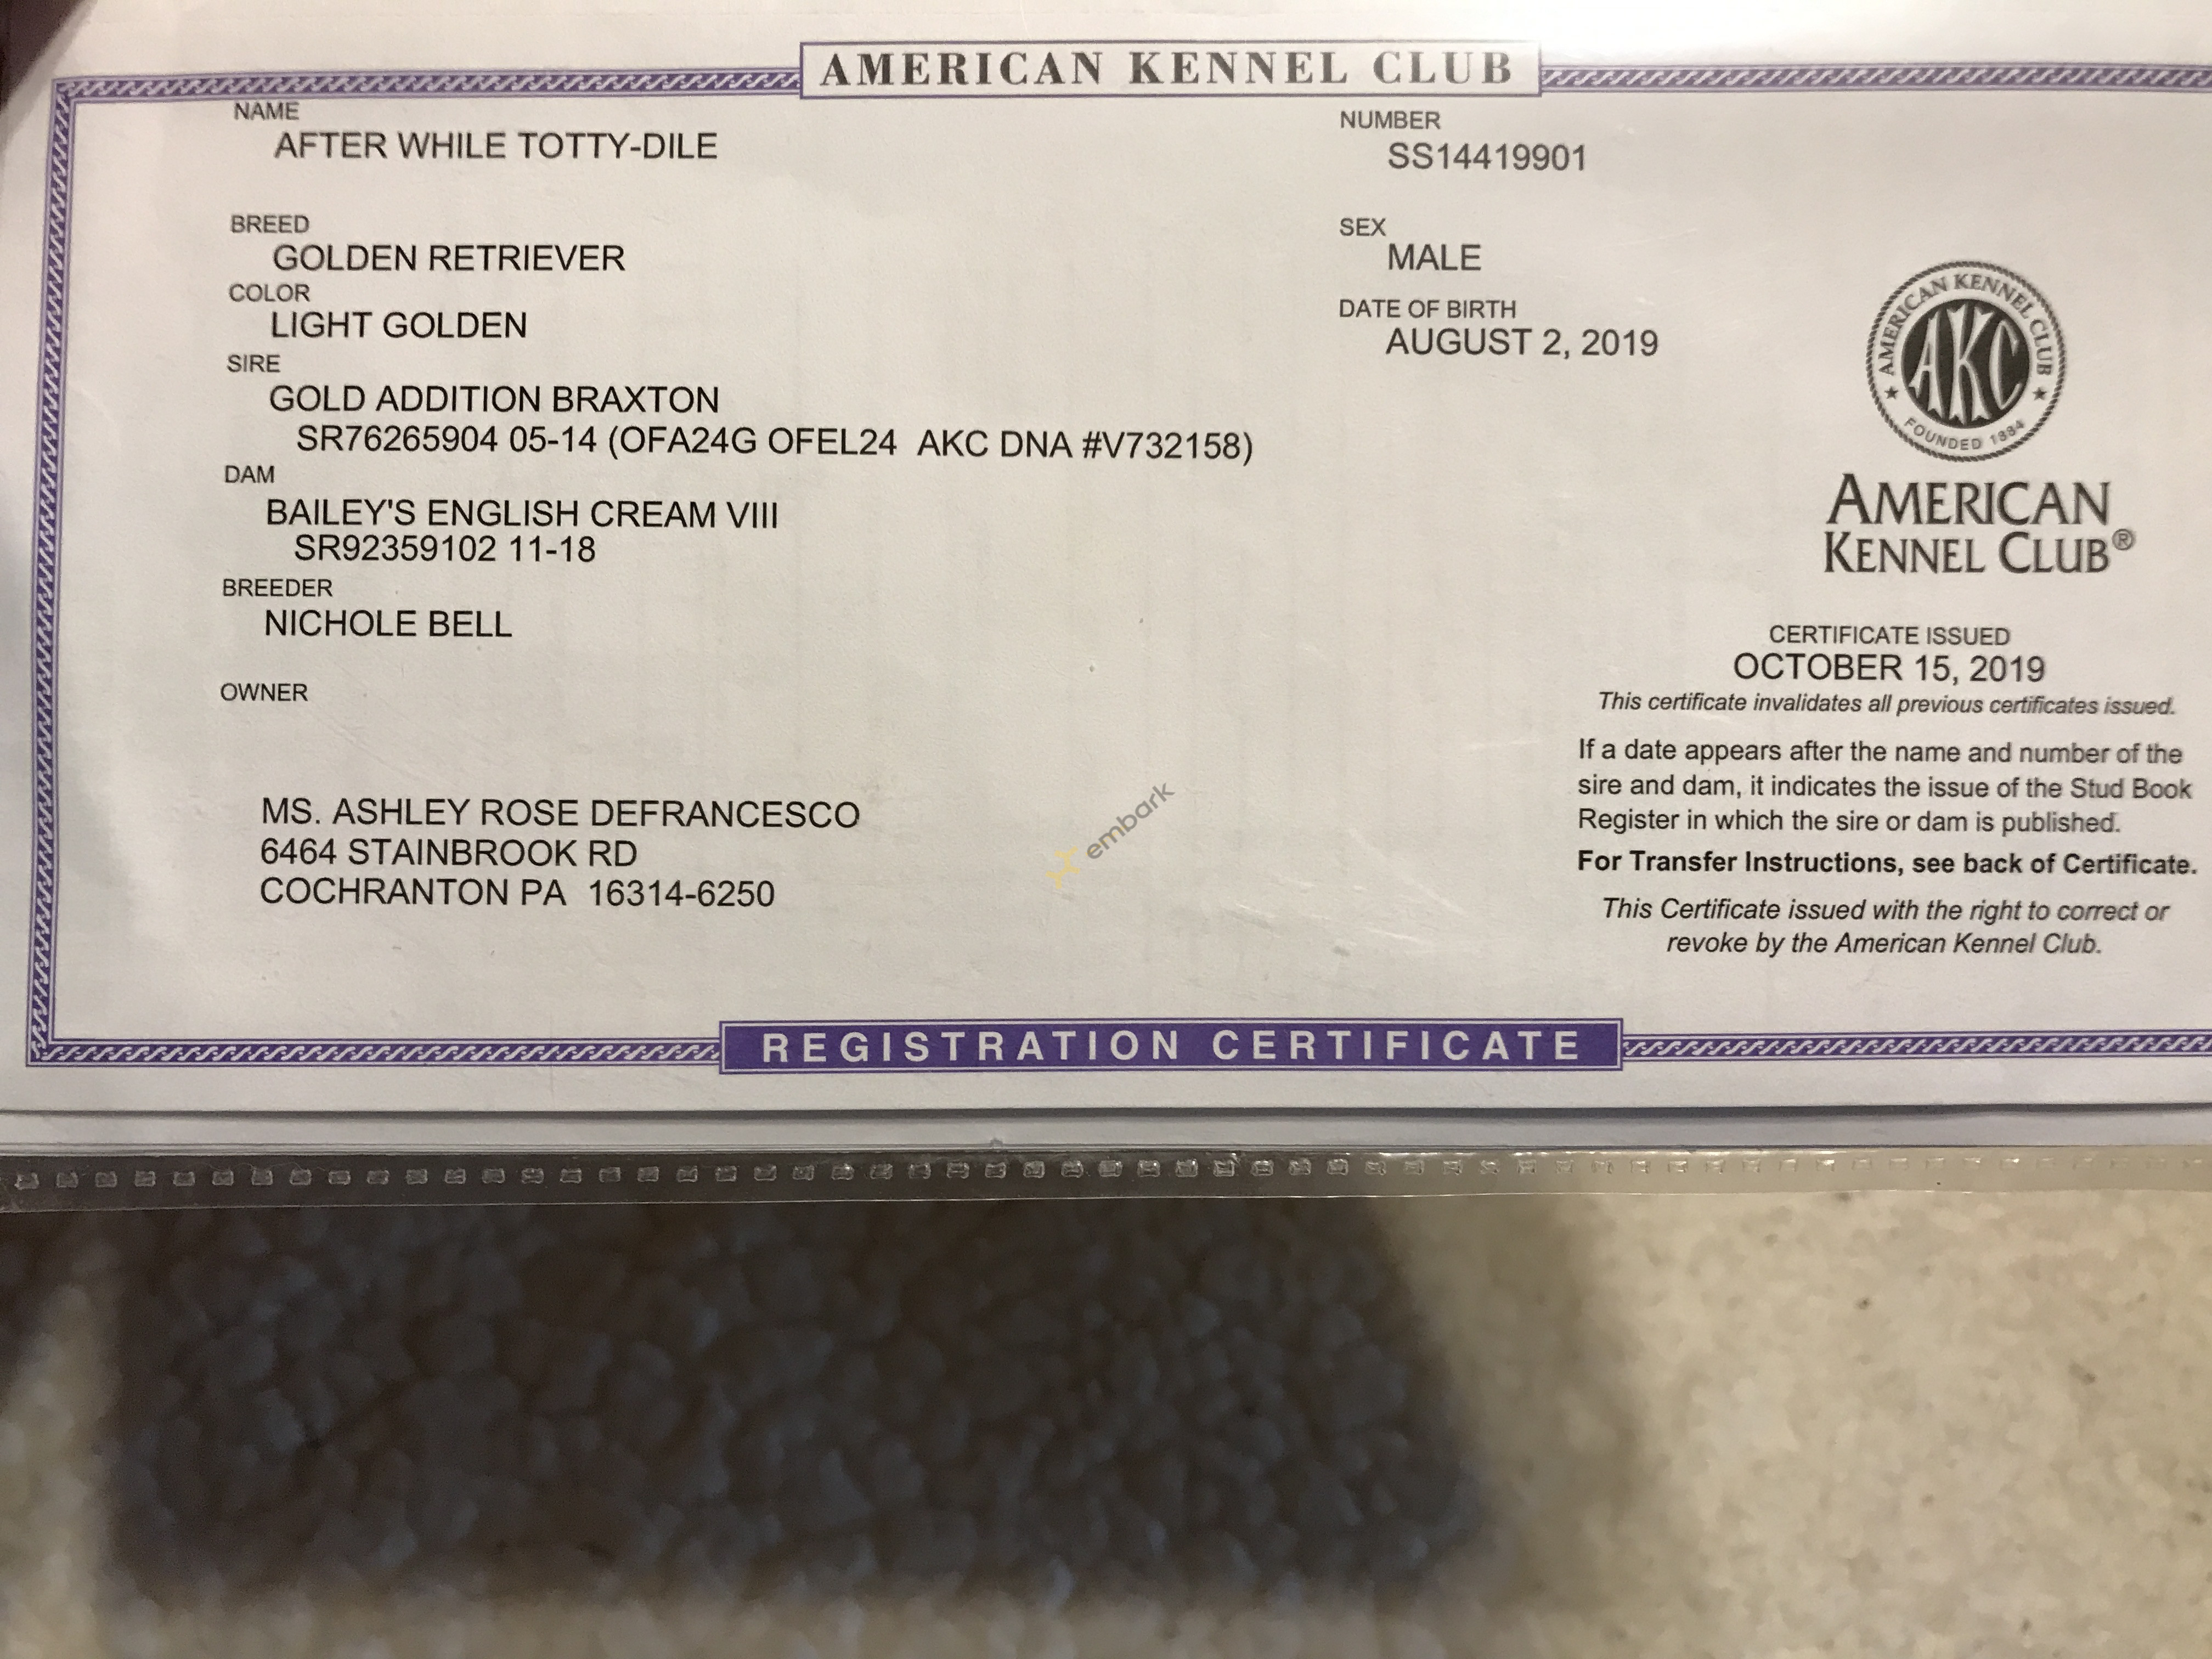 AMERICAN KENNEL CLUB
NAME
AFTER WHILE TOTTY-DILE
NUMBER
SS14419901
BREED
GOLDEN RETRIEVER
SEX
MALE
COLOR
LIGHT GOLDEN
DATE OF BIRTH
AUGUST 2, 2019
SIRE
GOLD ADDITION BRAXTON
SR76265904 05-14 (OFA24G OFEL24 AKC DNA #V732158)
DAM
BAILEY'S ENGLISH CREAM VIII
SR92359102 11-18
BREEDER
NICHOLE BELL
OWNER
MS. ASHLEY ROSE DEFRANCESCO
6464 STAINBROOK RD
COCHRANTON PA 16314-6250
embark
AMERICAN KENNEL CLUB
AKC
★ FOUNDED 1884 ★
AMERICAN
KENNEL CLUB®
CERTIFICATE ISSUED
OCTOBER 15, 2019
This certificate invalidates all previous certificates issued.
If a date appears after the name and number of the
sire and dam, it indicates the issue of the Stud Book
Register in which the sire or dam is published.
For Transfer Instructions, see back of Certificate.
This Certificate issued with the right to correct or
revoke by the American Kennel Club.
REGISTRATION CERTIFICATE